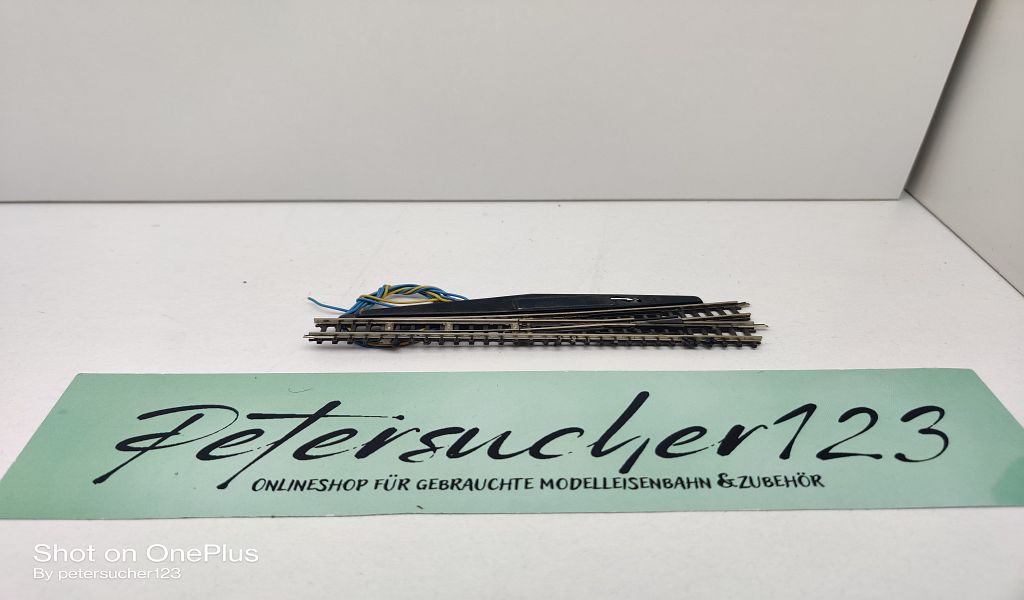 Petersucher123
ONLINESHOP FÜR GEBRAUCHTE MODELLEISENBAHN & ZUBEHÖR
Shot on OnePlus
By petersucher123